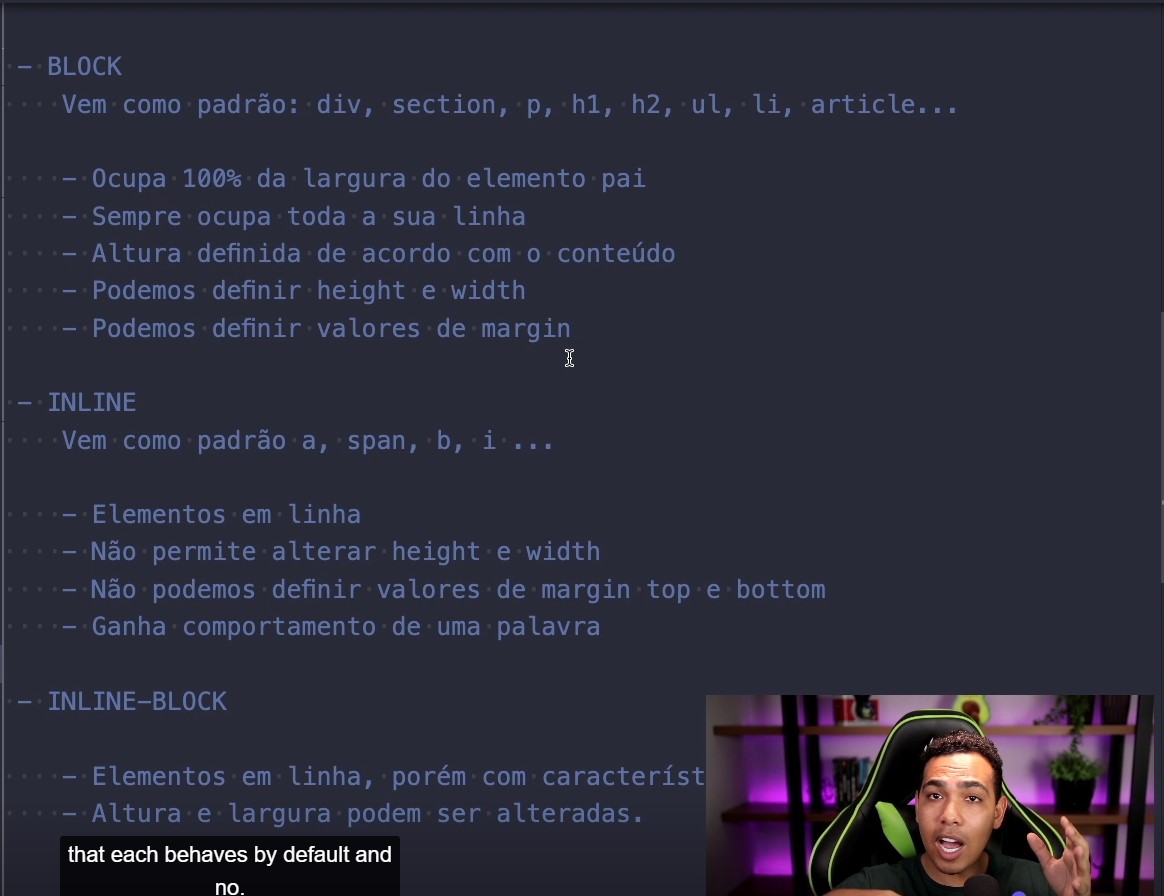 - BLOCK
Vem como padrão: div, section, p, h1, h2, ul, li, article...
- Ocupa 100% da largura do elemento pai
- Sempre ocupa toda a sua linha
- Altura definida de acordo com o conteúdo
- Podemos definir height e width
- Podemos definir valores de margin
- INLINE
Vem como padrão a, span, b, i ...
- Elementos em linha
- Não permite alterar height e width
- Não podemos definir valores de margin top e bottom
- Ganha comportamento de uma palavra
- INLINE-BLOCK
- Elementos em linha, porém com característ
- Altura e largura podem ser alteradas.
that each behaves by default and
no.